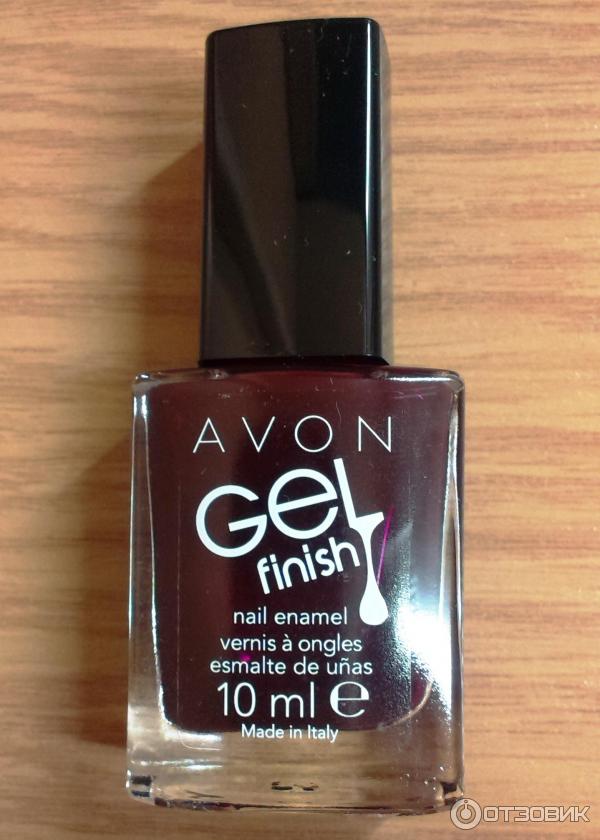 AVON
GEL
finish
nail enamel
vernis à ongles
esmalte de uñas
10 ml e
Made in Italy
ОТЗОВИК